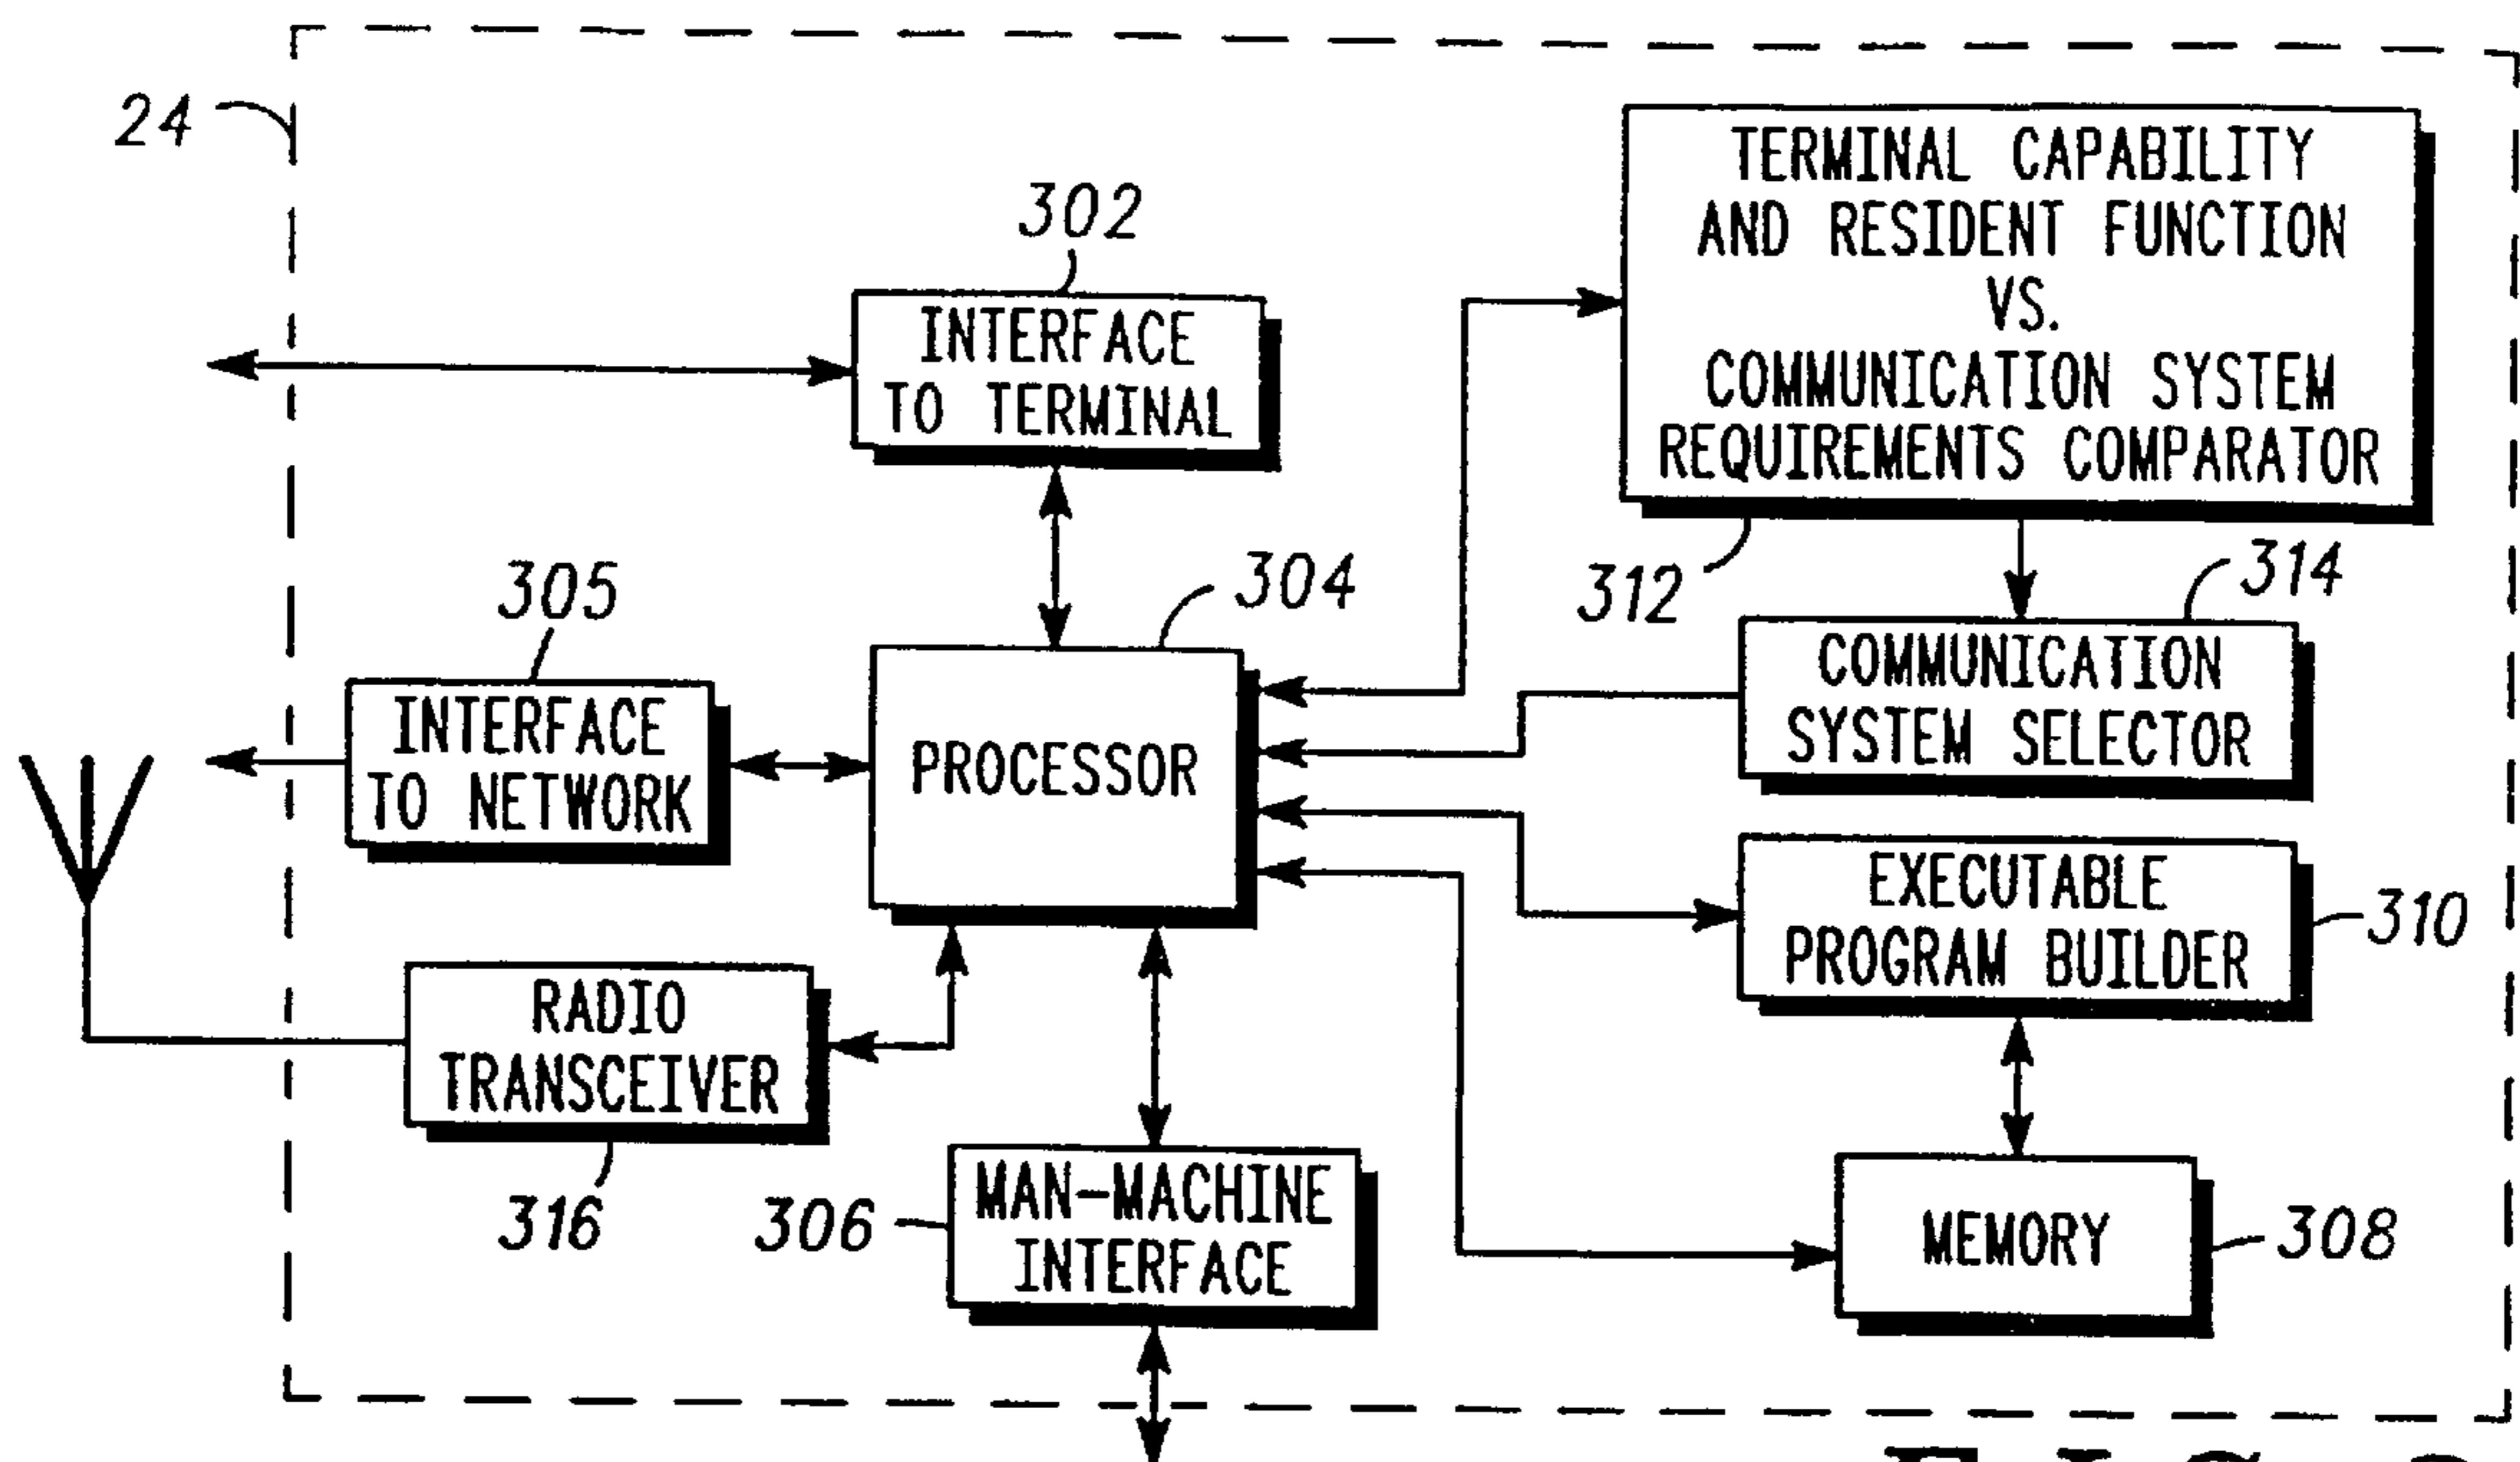 24
302
INTERFACE
TO TERMINAL
TERMINAL CAPABILITY
AND RESIDENT FUNCTION
VS.
COMMUNICATION SYSTEM
REQUIREMENTS COMPARATOR
312
314
COMMUNICATION
SYSTEM SELECTOR
305
INTERFACE
TO NETWORK
304
PROCESSOR
EXECUTABLE
PROGRAM BUILDER
310
RADIO
TRANSCEIVER
316
306
MAN-MACHINE
INTERFACE
MEMORY
308